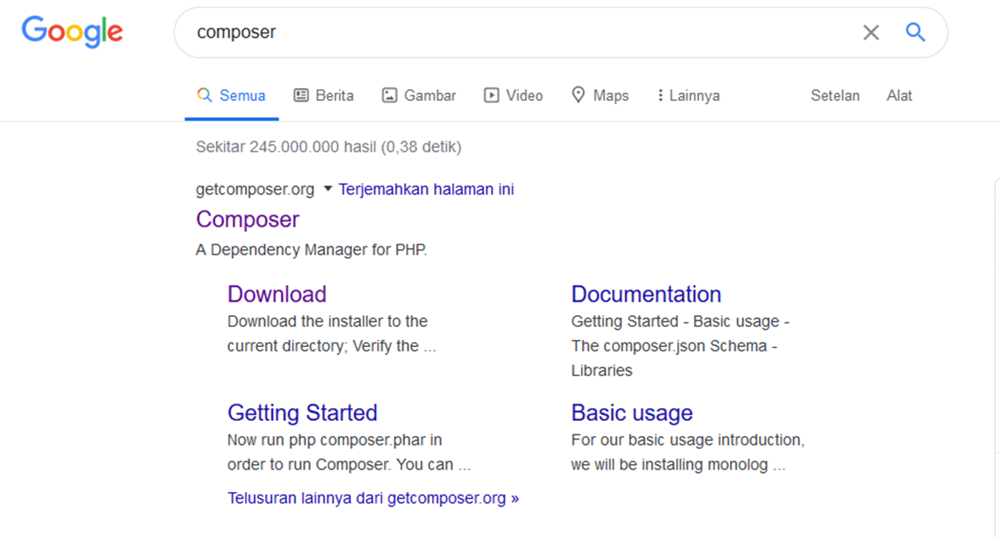 Google
composer
Semua Berita Gambar Video Maps Lainnya Setelan Alat
Sekitar 245.000.000 hasil (0,38 detik)
getcomposer.org Terjemahkan halaman ini
Composer
A Dependency Manager for PHP.
Download
Download the installer to the
current directory; Verify the ...
Documentation
Getting Started - Basic usage -
The composer.json Schema -
Libraries
Getting Started
Now run php composer.phar in
order to run Composer. You can ...
Basic usage
For our basic usage introduction,
we will be installing monolog ...
Telusuran lainnya dari getcomposer.org »